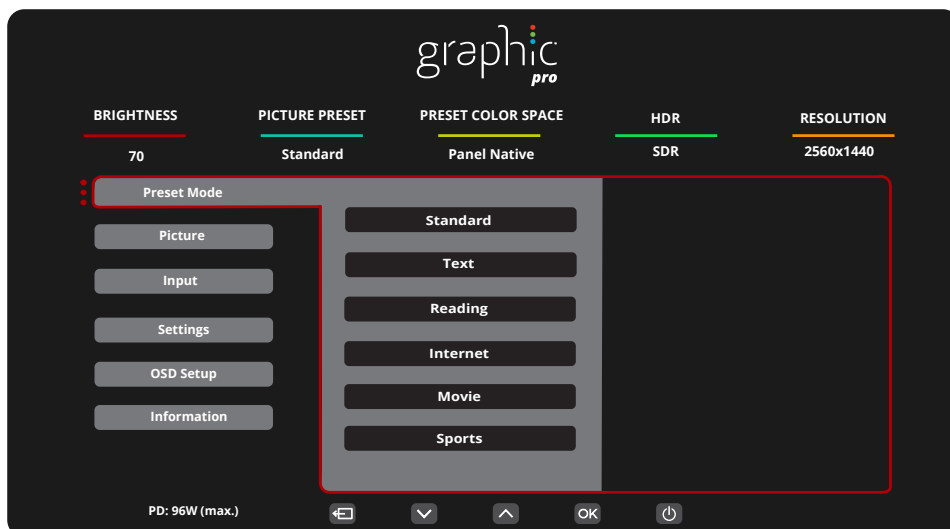 graphic
pro
BRIGHTNESS PICTURE PRESET PRESET COLOR SPACE HDR RESOLUTION
70 Standard Panel Native SDR 2560x1440
Preset Mode
Picture
Input
Settings
OSD Setup
Information
Standard
Text
Reading
Internet
Movie
Sports
PD: 96W (max.)
OK